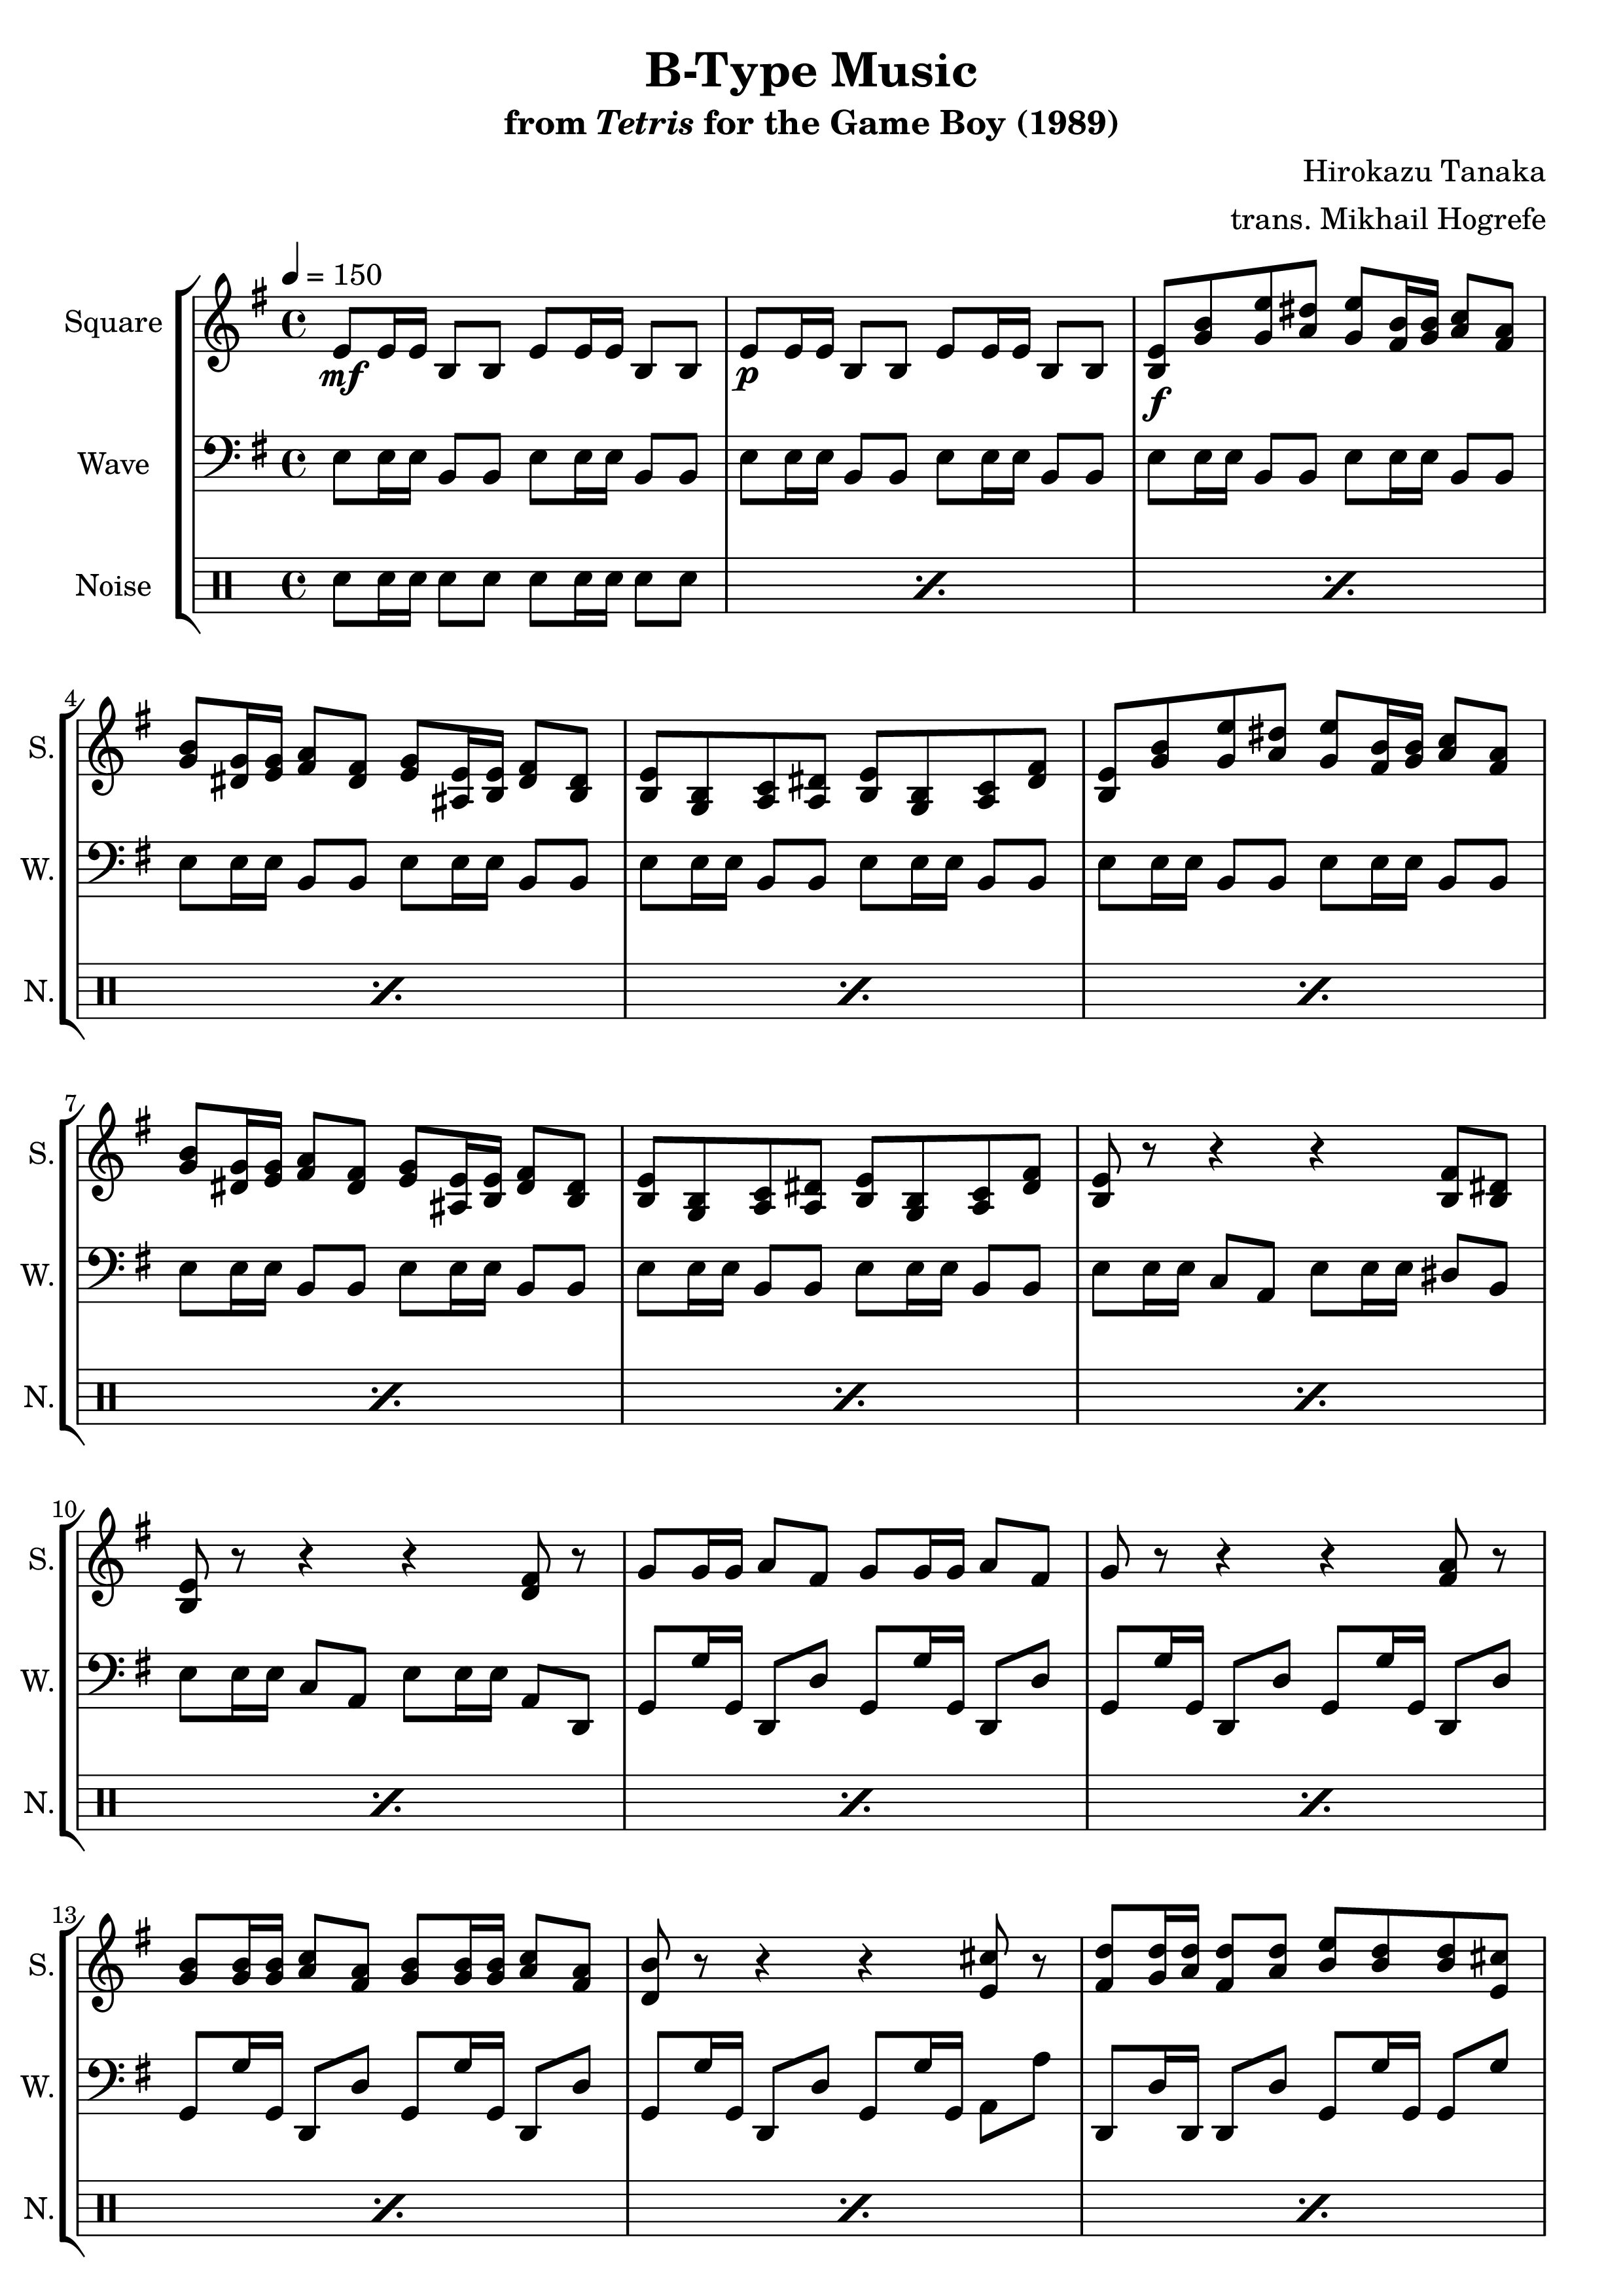 B-Type Music
from Tetris for the Game Boy (1989)
Hirokazu Tanaka
trans. Mikhail Hogrefe
= 150
Square
mf
p
f
Wave
Noise
4
S.
W.
N.
7
S.
W.
N.
10
S.
W.
N.
13
S.
W.
N.